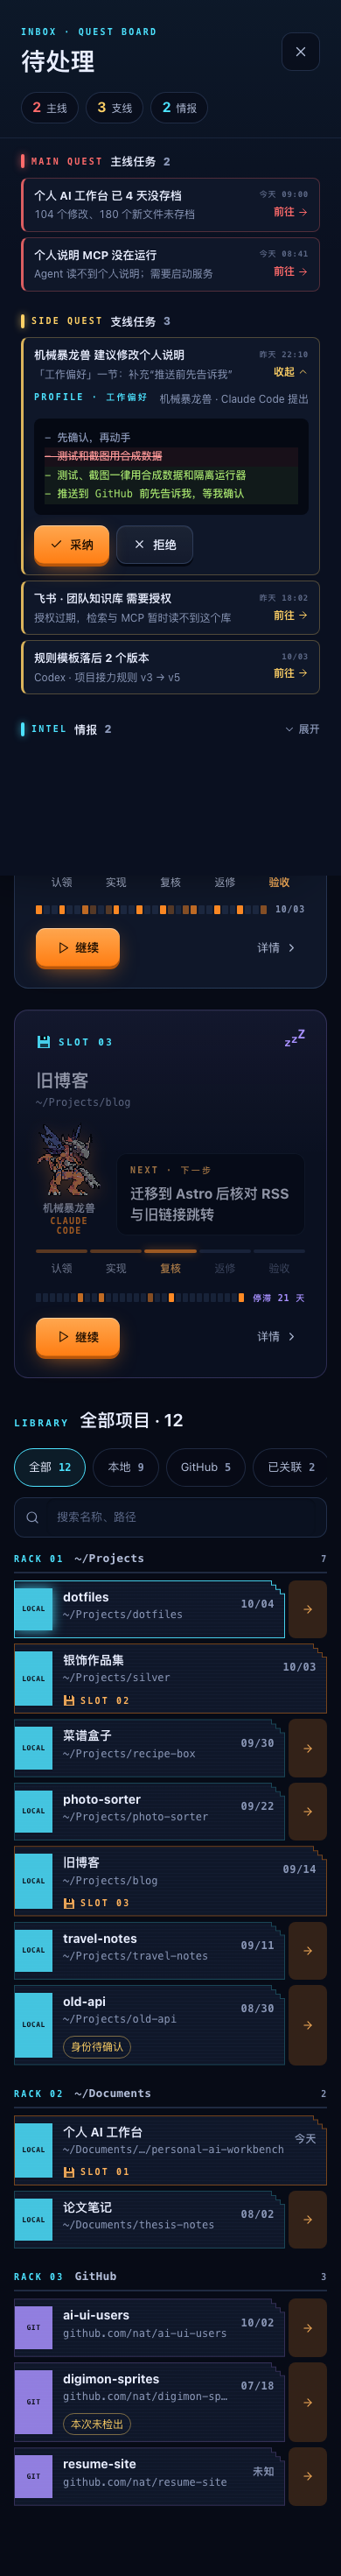 INBOX · QUEST BOARD
待处理
2 主线 3 支线 2 情报
MAIN QUEST 主线任务 2
个人 AI 工作台 已 4 天没存档 今天 09:00
104 个修改、180 个新文件未存档 前往 →
个人说明 MCP 没在运行 今天 08:41
Agent 读不到个人说明；需要启动服务 前往 →
SIDE QUEST 支线任务 3
机械暴龙兽 建议修改个人说明 昨天 22:10
「工作偏好」一节：补充“推送前先告诉我” 收起
PROFILE · 工作偏好 机械暴龙兽 · Claude Code 提出
– 先确认，再动手
– 测试和截图用合成数据
– 测试、截图一律用合成数据和隔离运行器
– 推送到 GitHub 前先告诉我，等我确认
采纳 拒绝
飞书 · 团队知识库 需要授权 昨天 18:02
授权过期，检索与 MCP 暂时读不到这个库 前往 →
规则模板落后 2 个版本 10/03
Codex · 项目接力规则 v3 → v5 前往 →
INTEL 情报 2 展开
认领 实现 复核 返修 验收
10/03
继续 详情
SLOT 03 zzZ
旧博客
~/Projects/blog
NEXT · 下一步
迁移到 Astro 后核对 RSS
与旧链接跳转
机械暴龙兽
CLAUDE
CODE
认领 实现 复核 返修 验收
停滞 21 天
继续 详情
LIBRARY 全部项目 · 12
全部 12 本地 9 GitHub 5 已关联 2
搜索名称、路径
RACK 01 ~/Projects 7
LOCAL dotfiles 10/04 →
~/Projects/dotfiles
LOCAL 银饰作品集 10/03
~/Projects/silver
SLOT 02
LOCAL 菜谱盒子 09/30 →
~/Projects/recipe-box
LOCAL photo-sorter 09/22 →
~/Projects/photo-sorter
LOCAL 旧博客 09/14
~/Projects/blog
SLOT 03
LOCAL travel-notes 09/11 →
~/Projects/travel-notes
LOCAL old-api 08/30 →
~/Projects/old-api
身份待确认
RACK 02 ~/Documents 2
LOCAL 个人 AI 工作台 今天
~/Documents/…/personal-ai-workbench
SLOT 01
LOCAL 论文笔记 08/02 →
~/Documents/thesis-notes
RACK 03 GitHub 3
GIT ai-ui-users 10/02 →
github.com/nat/ai-ui-users
GIT digimon-sprites 07/18 →
github.com/nat/digimon-sp…
本次未检出
GIT resume-site 未知 →
github.com/nat/resume-site